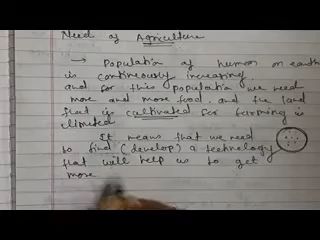 Need of Agriculture
→ Population of human on earth
is continuously increasing.
and for this population we need
more and more food. and the land
that is cultivated for farming is
limited
It means that we need
to find (develop) a technology
that will help us to get
more